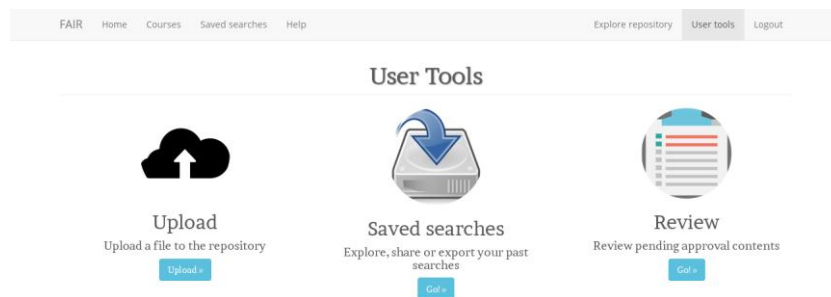 FAIR Home Courses Saved searches Help Explore repository User tools Logout
User Tools
Upload
Upload a file to the repository
Upload »
Saved searches
Explore, share or export your past
searches
Go! »
Review
Review pending approval contents
Go! »